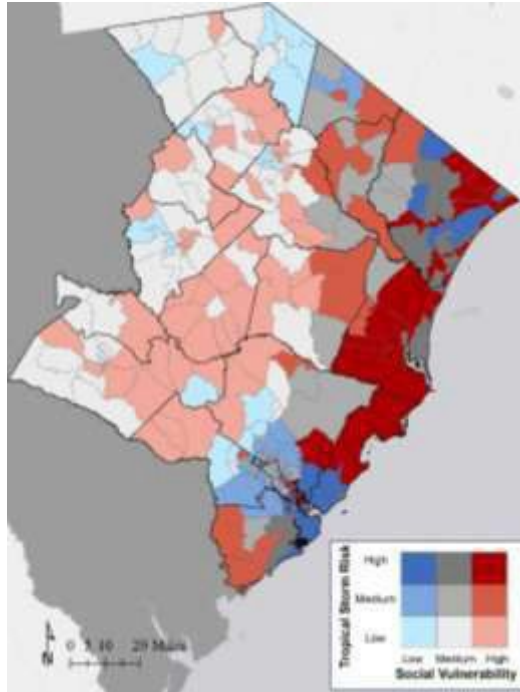 High
Medium
Low
Tropical Storm Risk
Low Medium High
Social Vulnerability
0 5 10 20 Miles
N